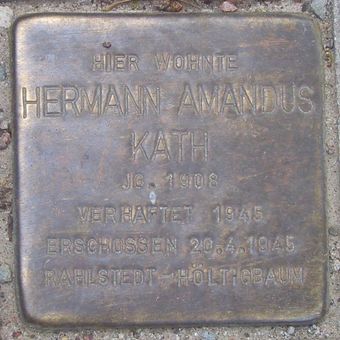 HIER WOHNTE
HERMANN AMANDUS
KATH
JG. 1908
VERHAFTET 1945
ERSCHOSSEN 20.4.1945
RAHLSTEDT-HÖLTIGBAUM